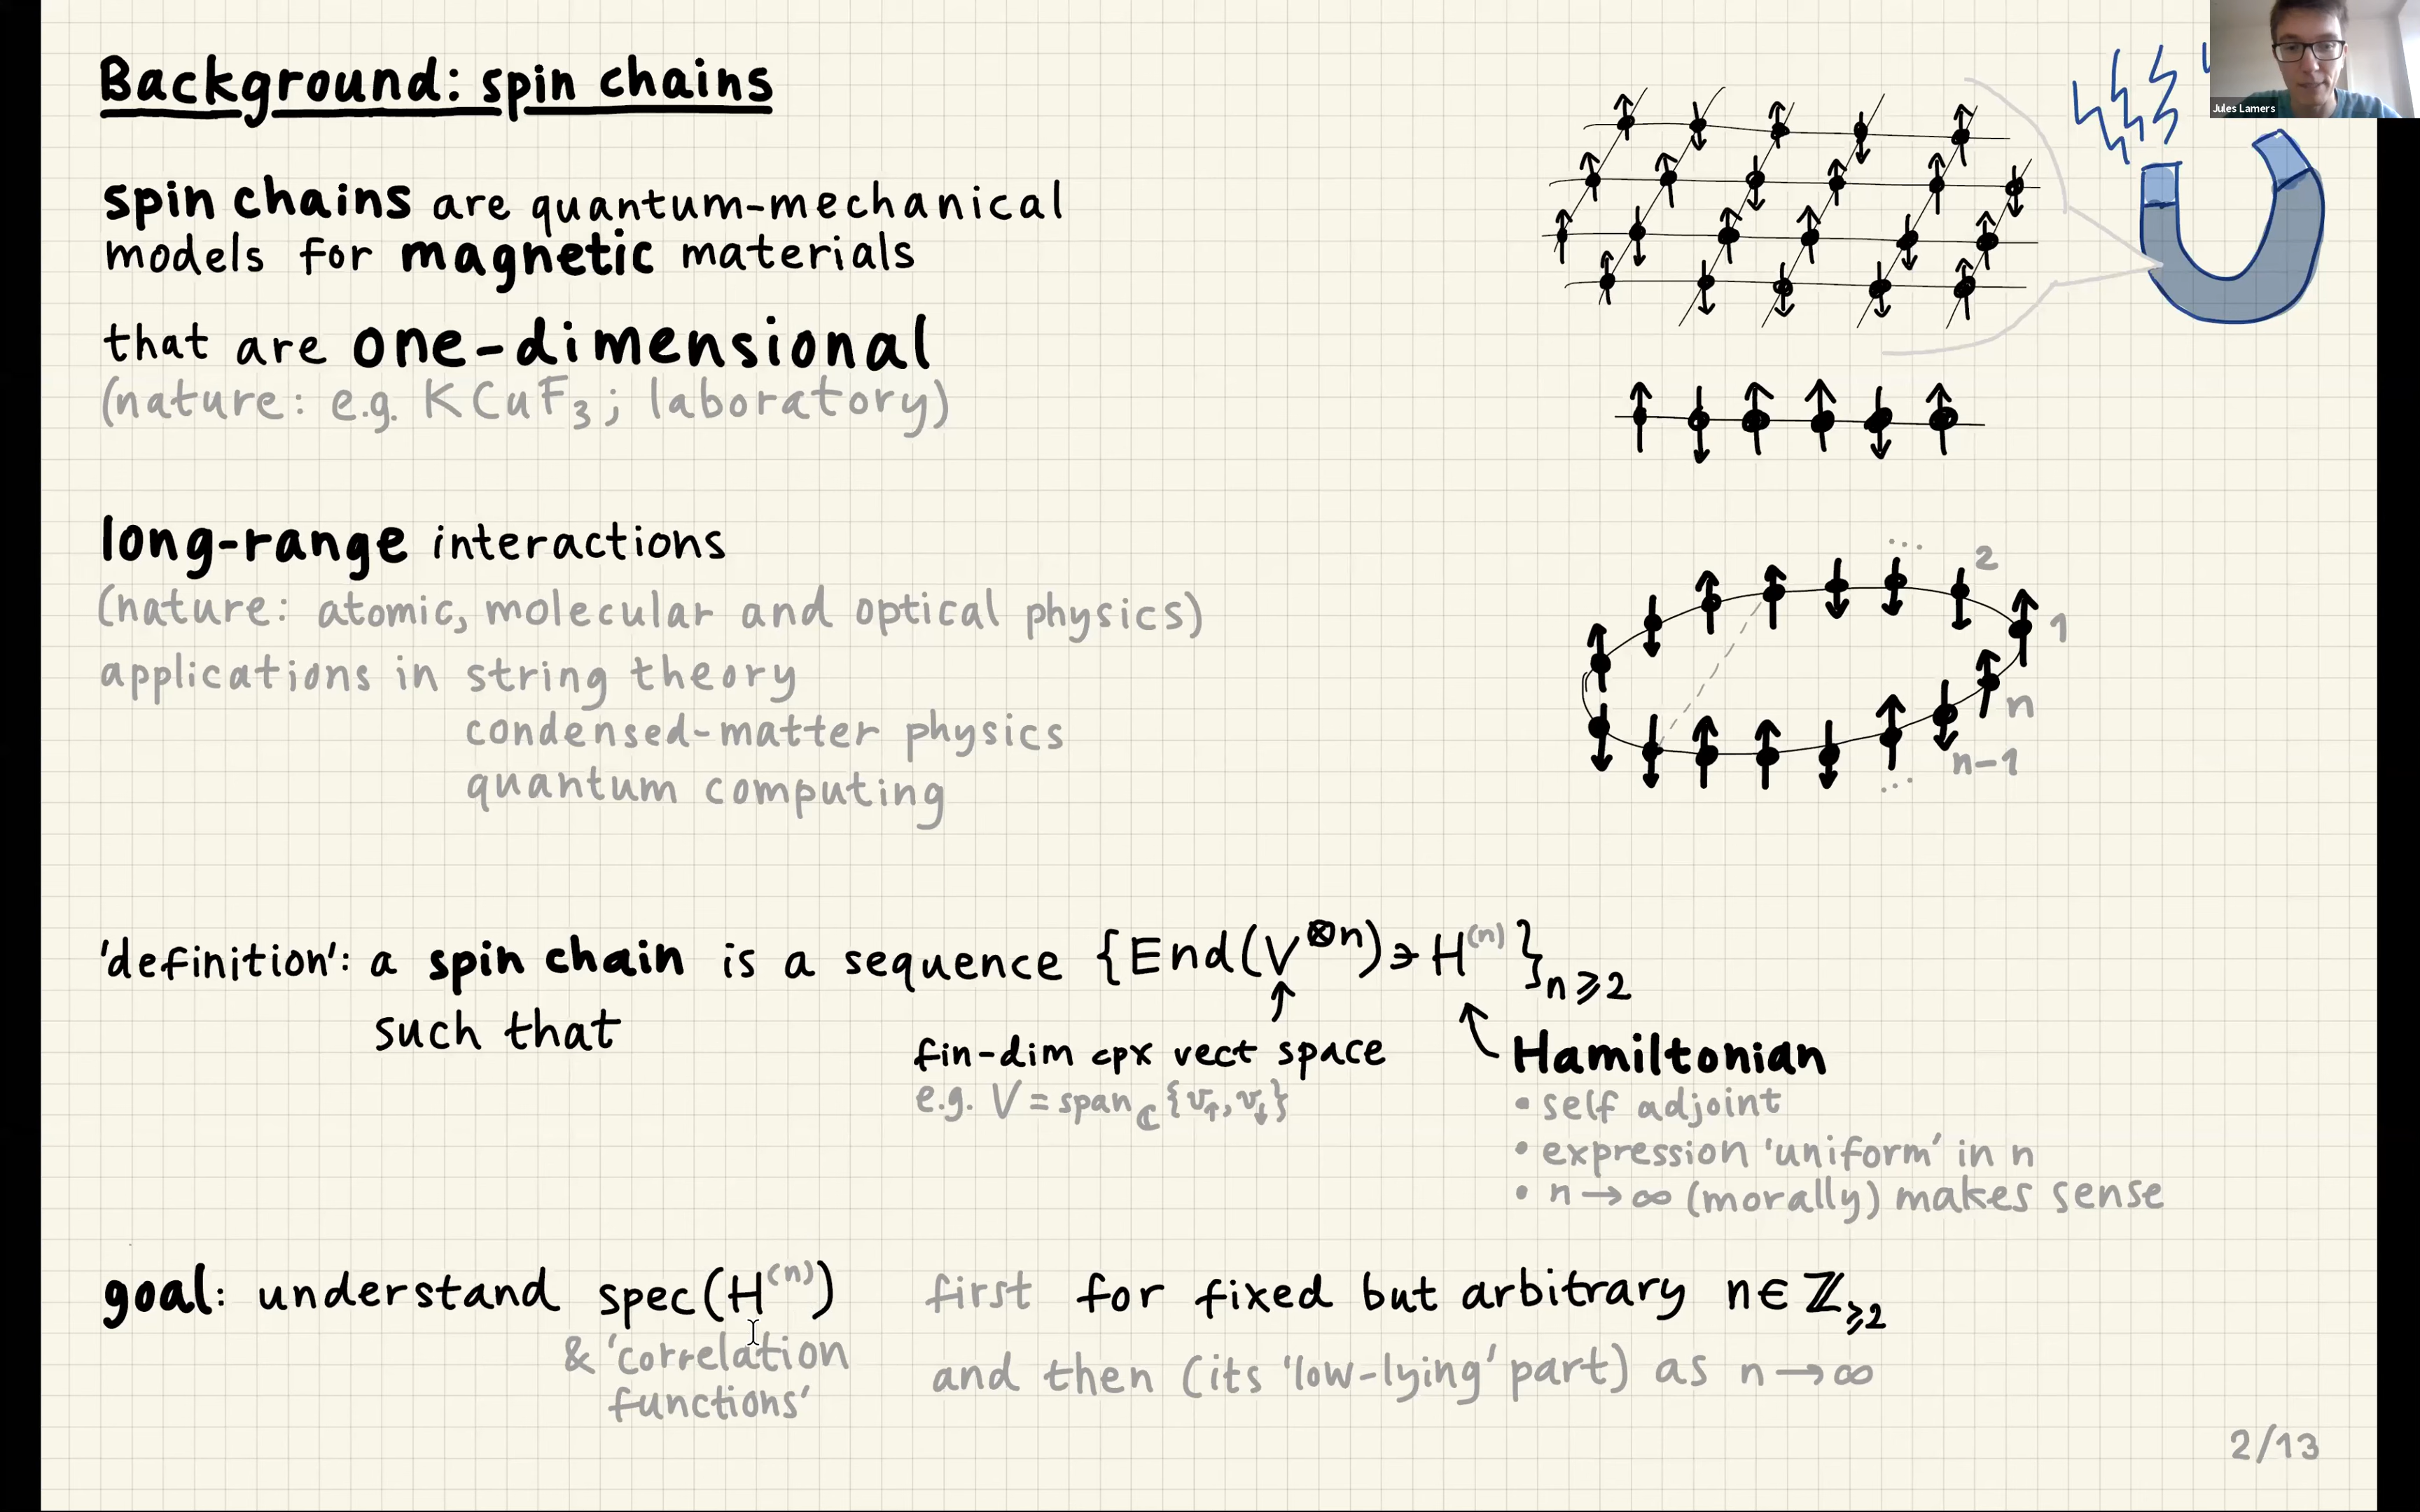 Background: spin chains
Jules Lamers
spin chains are quantum-mechanical
models for magnetic materials
that are one-dimensional
(nature: e.g. KCuF₃; laboratory)
long-range interactions
(nature: atomic, molecular and optical physics)
applications in string theory
condensed-matter physics
quantum computing
... 2
1
n
n-1
...
'definition': a spin chain is a sequence {End(V^{⊗n}) ∋ H^{(n)}}_{n⩾2}
such that
↑
fin-dim cpx vect space
e.g. V = span_ℂ {v_↑, v_↓}
Hamiltonian
• self adjoint
• expression 'uniform' in n
• n → ∞ (morally) makes sense
goal: understand spec(H^{(n)}) first for fixed but arbitrary n ∈ ℤ_{⩾2}
& 'correlation
functions'
and then (its 'low-lying' part) as n → ∞
2/13